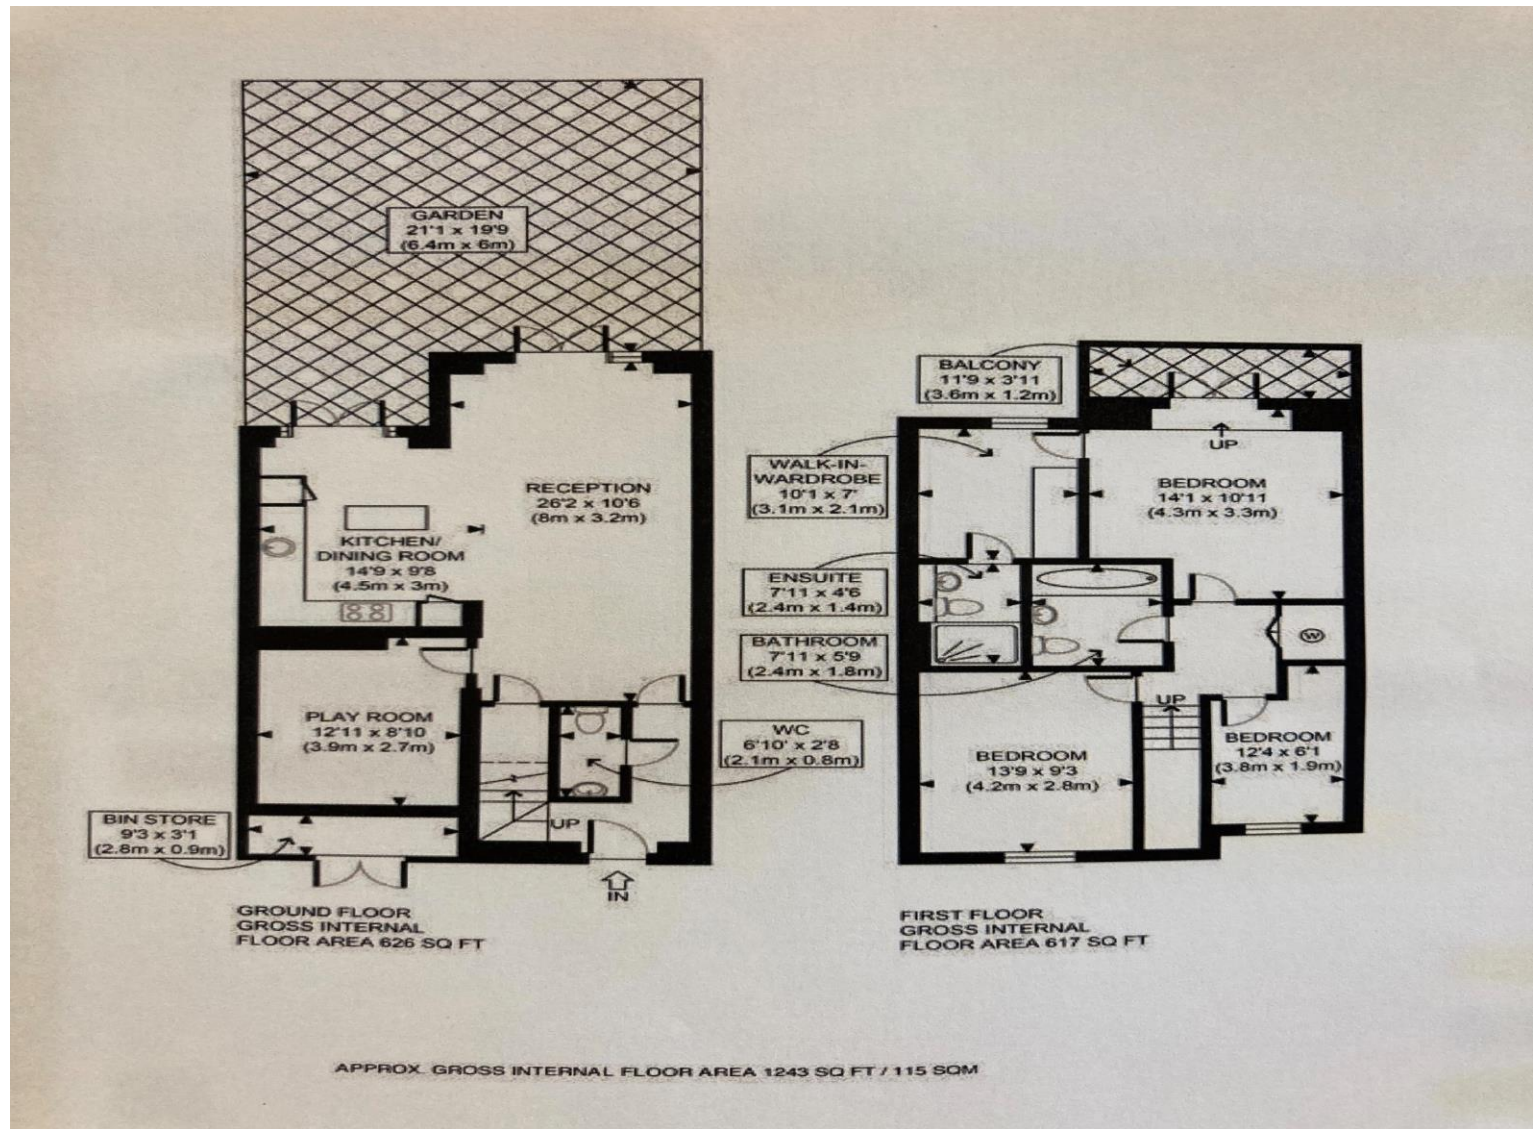 GARDEN
21'1 x 19'9
(6.4m x 6m)
RECEPTION
26'2 x 10'6
(8m x 3.2m)
KITCHEN/
DINING ROOM
14'9 x 9'8
(4.5m x 3m)
PLAY ROOM
12'11 x 8'10
(3.9m x 2.7m)
WC
6'10' x 2'8
(2.1m x 0.8m)
BIN STORE
9'3 x 3'1
(2.8m x 0.9m)
UP
IN
GROUND FLOOR
GROSS INTERNAL
FLOOR AREA 626 SQ FT
BALCONY
11'9 x 3'11
(3.6m x 1.2m)
UP
WALK-IN-
WARDROBE
10'1 x 7'
(3.1m x 2.1m)
BEDROOM
14'1 x 10'11
(4.3m x 3.3m)
ENSUITE
7'11 x 4'6
(2.4m x 1.4m)
BATHROOM
7'11 x 5'9
(2.4m x 1.8m)
W
UP
BEDROOM
13'9 x 9'3
(4.2m x 2.8m)
BEDROOM
12'4 x 6'1
(3.8m x 1.9m)
FIRST FLOOR
GROSS INTERNAL
FLOOR AREA 617 SQ FT
APPROX. GROSS INTERNAL FLOOR AREA 1243 SQ FT / 115 SQM